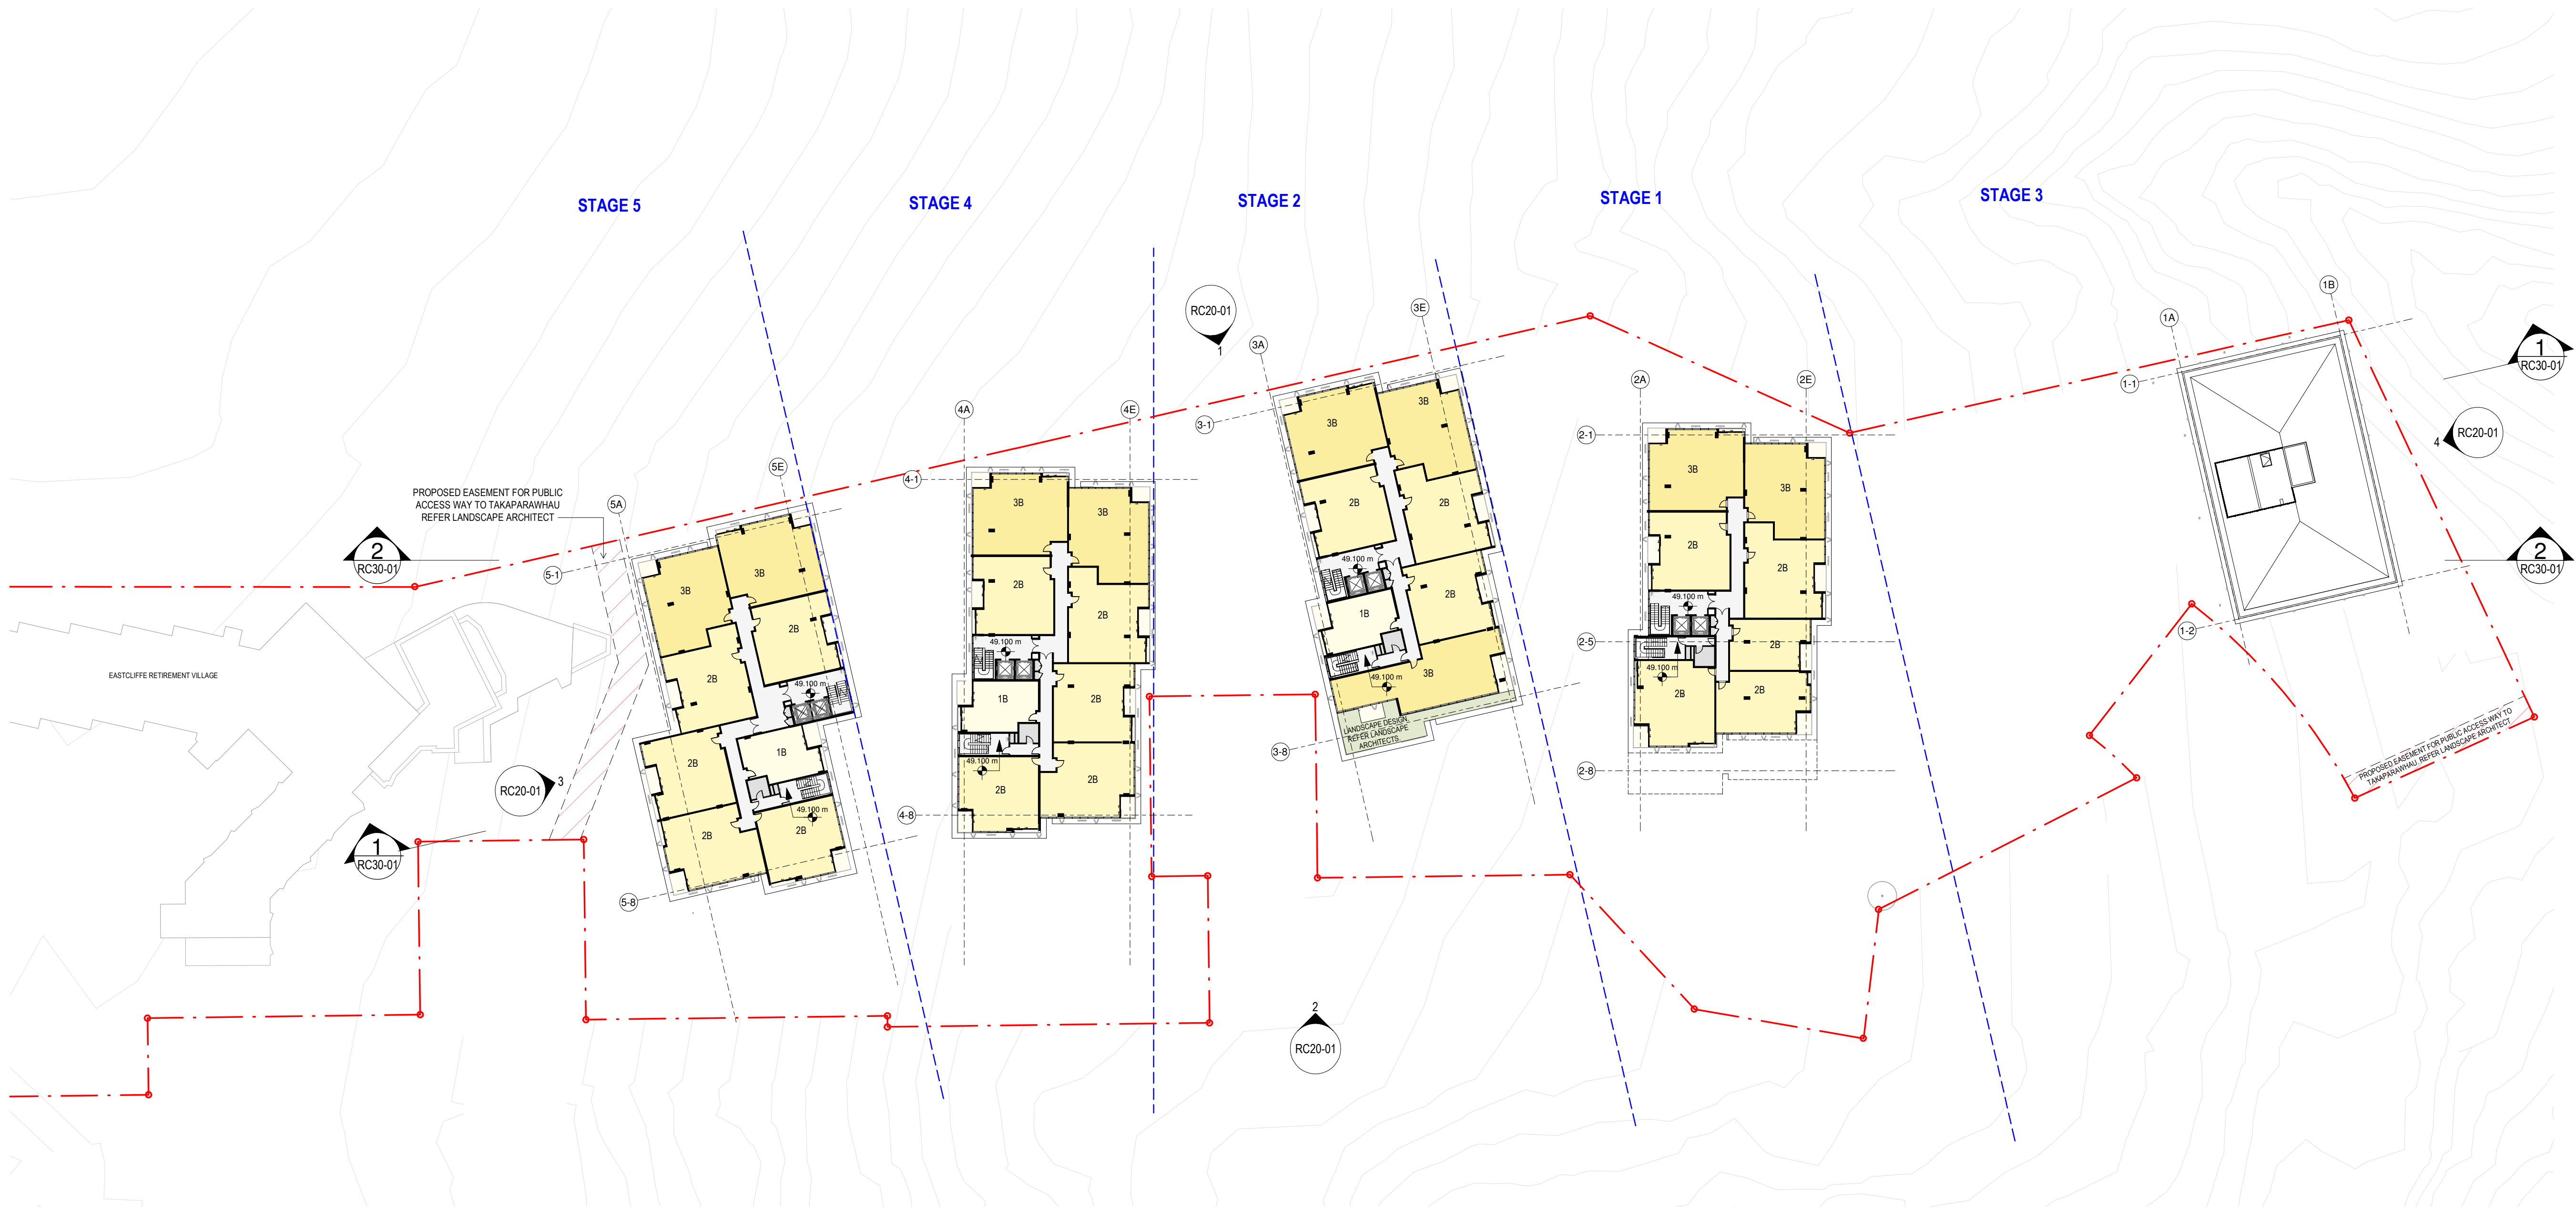 STAGE 5
STAGE 4
STAGE 2
STAGE 1
STAGE 3
PROPOSED EASEMENT FOR PUBLIC
ACCESS WAY TO TAKAPARAWHAU
REFER LANDSCAPE ARCHITECT
2
RC30-01
EASTCLIFFE RETIREMENT VILLAGE
1
RC30-01
RC20-01
3
5A
5E
5-1
5-8
3B
3B
2B
2B
49.100 m
2B
1B
49.100 m
2B
2B
4A
4E
4-1
4-8
3B
3B
2B
2B
49.100 m
1B
2B
49.100 m
2B
2B
RC20-01
1
3A
3E
3-1
3-8
3B
3B
2B
2B
49.100 m
2B
1B
3B
49.100 m
LANDSCAPE DESIGN
REFER LANDSCAPE
ARCHITECTS
2
RC20-01
2A
2E
2-1
2-5
2-8
3B
3B
2B
2B
49.100 m
2B
49.100 m
2B
2B
1A
1B
1-1
1-2
1
RC30-01
4
RC20-01
2
RC30-01
PROPOSED EASEMENT FOR PUBLIC ACCESS WAY TO
TAKAPARAWHAU. REFER LANDSCAPE ARCHITECT